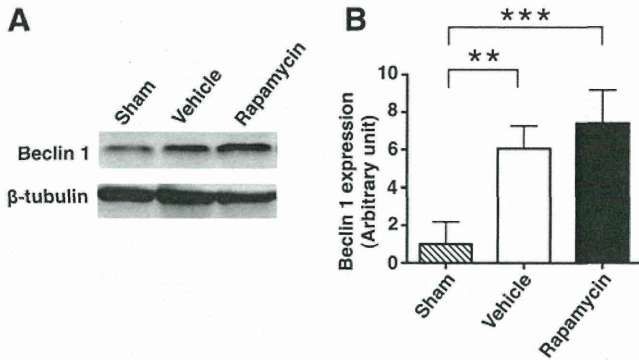 A
Sham
Vehicle
Rapamycin
Beclin 1
β-tubulin
B
***
**
Beclin 1 expression
(Arbitrary unit)
10
8
6
4
2
0
Sham
Vehicle
Rapamycin